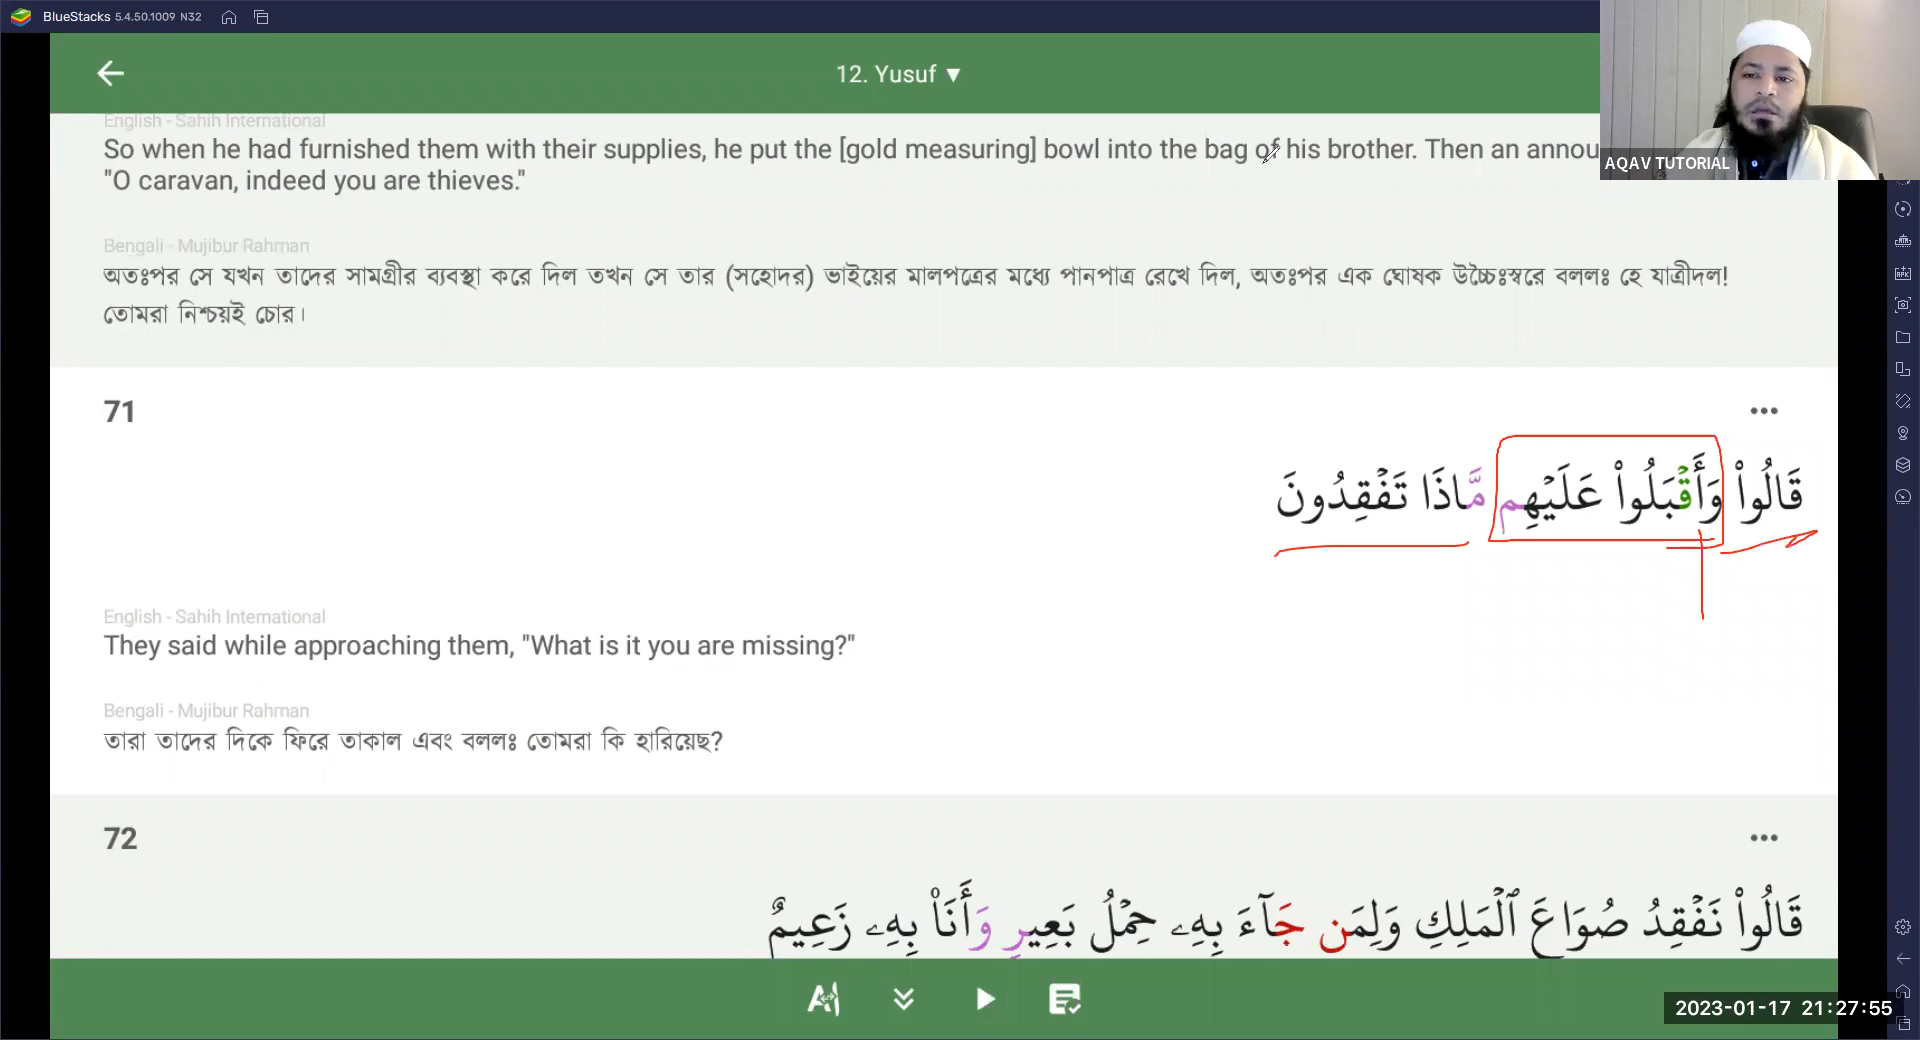 BlueStacks 5.4.50.1009 N32
12. Yusuf ▼
AQAV TUTORIAL
English - Sahih International
So when he had furnished them with their supplies, he put the [gold measuring] bowl into the bag of his brother. Then an annou
"O caravan, indeed you are thieves."
Bengali - Mujibur Rahman
অতঃপর সে যখন তাদের সামগ্রীর ব্যবস্থা করে দিল তখন সে তার (সহোদর) ভাইয়ের মালপত্রের মধ্যে পানপাত্র রেখে দিল, অতঃপর এক ঘোষক উচ্চৈঃস্বরে বললঃ হে যাত্রীদল!
তোমরা নিশ্চয়ই চোর।
71
قَالُوا۟ وَأَقْبَلُوا۟ عَلَيْهِم مَّاذَا تَفْقِدُونَ
English - Sahih International
They said while approaching them, "What is it you are missing?"
Bengali - Mujibur Rahman
তারা তাদের দিকে ফিরে তাকাল এবং বললঃ তোমরা কি হারিয়েছ?
72
قَالُوا۟ نَفْقِدُ صُوَاعَ ٱلْمَلِكِ وَلِمَن جَآءَ بِهِۦ حِمْلُ بَعِيرٍ وَأَنَا۠ بِهِۦ زَعِيمٌ
2023-01-17 21:27:55